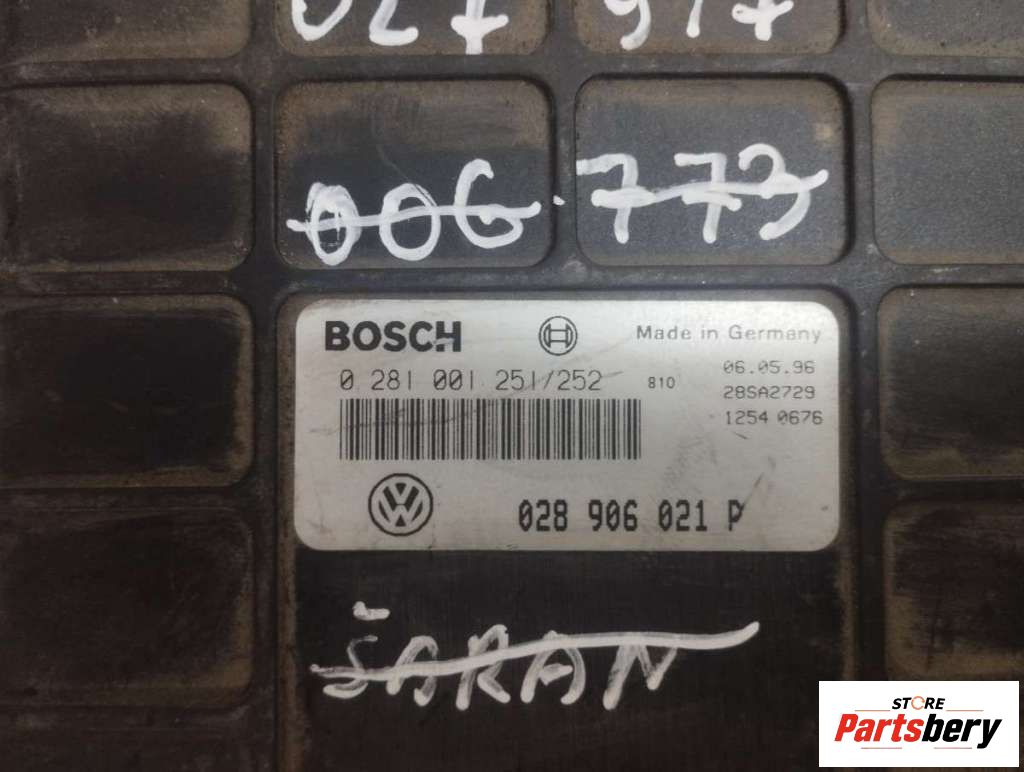 006 773
BOSCH
Made in Germany
0 281 001 251/252
810
06.05.96
28SA2729
1254 0676
VW
028 906 021 P
ŠARAN
STORE
Partsbery